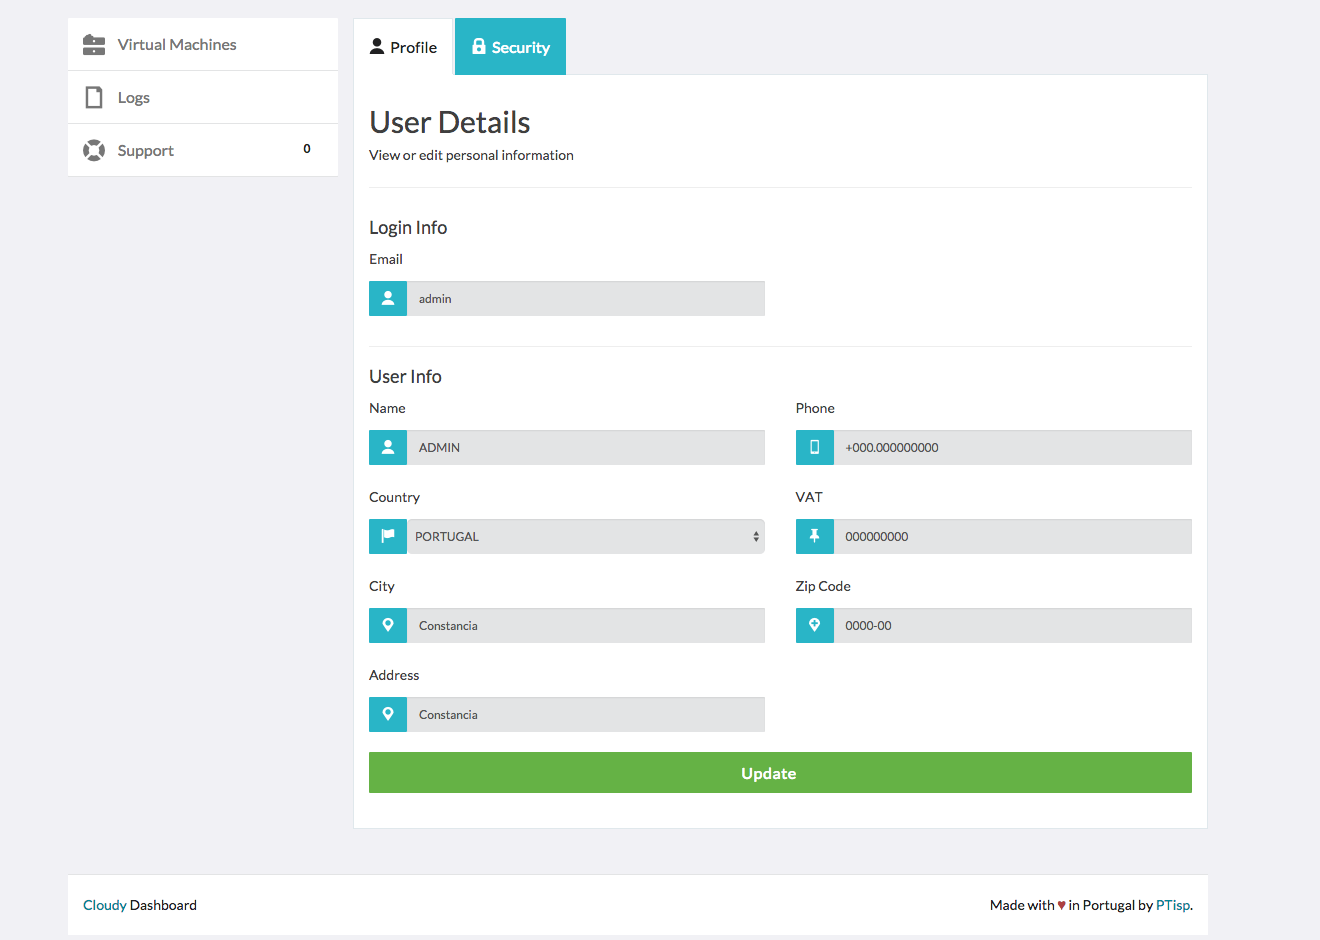 Virtual Machines
Logs
Support 0
Profile
Security
User Details
View or edit personal information
Login Info
Email
admin
User Info
Name
ADMIN
Phone
+000.000000000
Country
PORTUGAL
VAT
000000000
City
Constancia
Zip Code
0000-00
Address
Constancia
Update
Cloudy Dashboard
Made with ♥ in Portugal by PTisp.